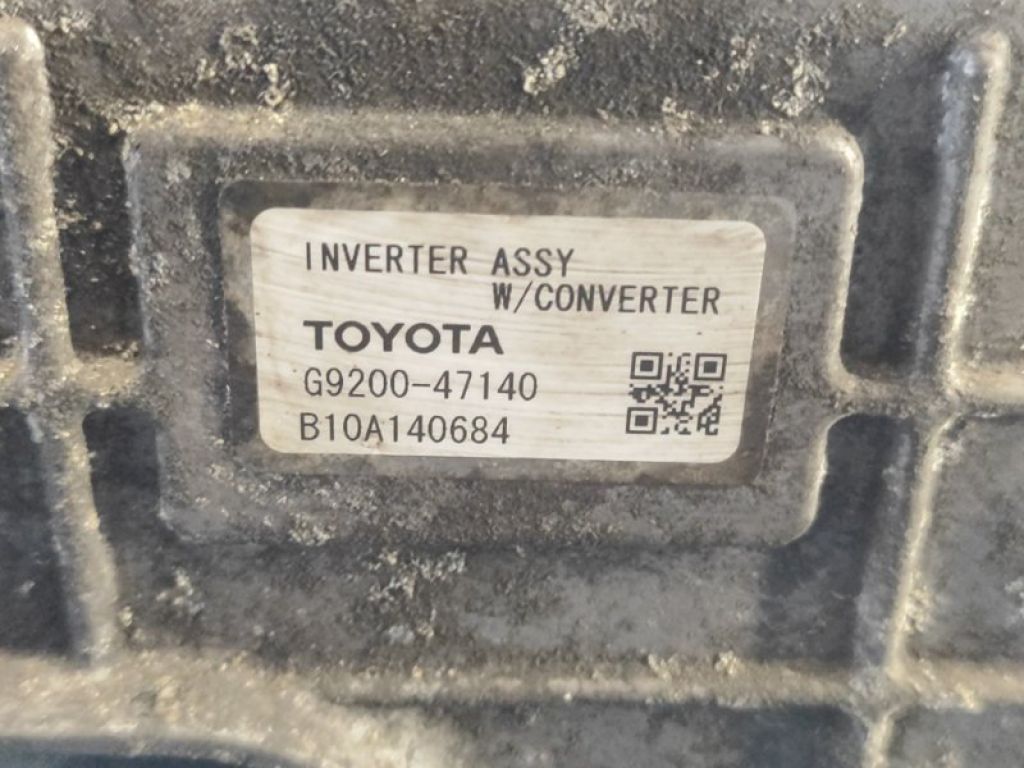 INVERTER ASSY
W/CONVERTER
TOYOTA
G9200-47140
B10A140684